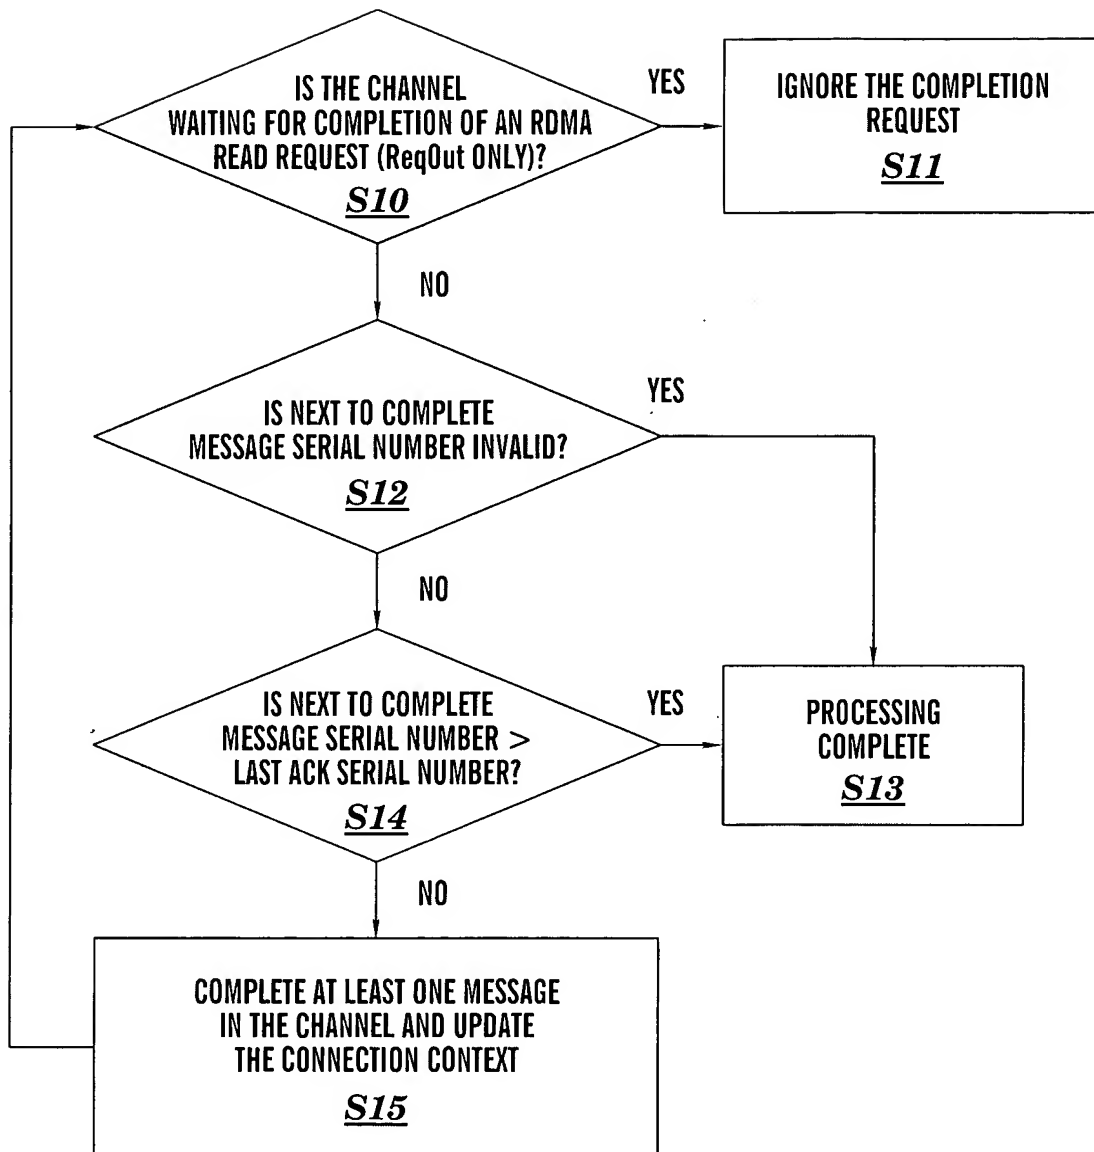 IS THE CHANNEL
WAITING FOR COMPLETION OF AN RDMA
READ REQUEST (ReqOut ONLY)?
S10
YES
IGNORE THE COMPLETION
REQUEST
S11
NO
IS NEXT TO COMPLETE
MESSAGE SERIAL NUMBER INVALID?
S12
YES
NO
IS NEXT TO COMPLETE
MESSAGE SERIAL NUMBER >
LAST ACK SERIAL NUMBER?
S14
YES
PROCESSING
COMPLETE
S13
NO
COMPLETE AT LEAST ONE MESSAGE
IN THE CHANNEL AND UPDATE
THE CONNECTION CONTEXT
S15